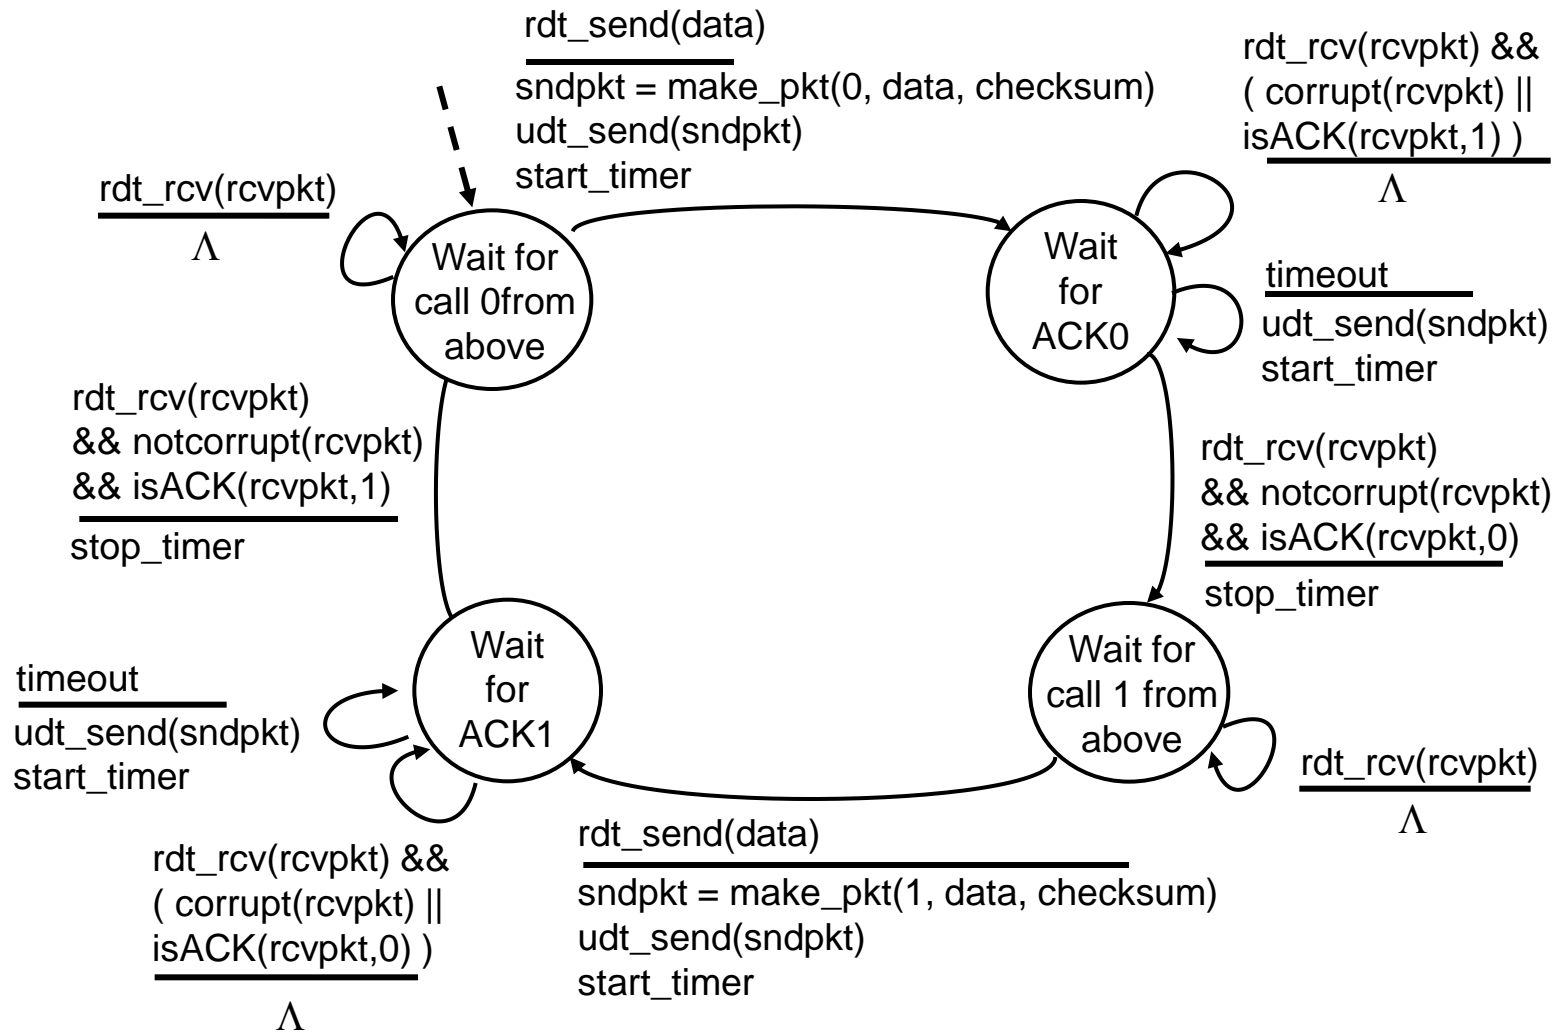 rdt_send(data)
sndpkt = make_pkt(0, data, checksum)
udt_send(sndpkt)
start_timer
rdt_rcv(rcvpkt) &&
( corrupt(rcvpkt) ||
isACK(rcvpkt,1) )
Λ
rdt_rcv(rcvpkt)
Λ
Wait for
call 0from
above
Wait
for
ACK0
timeout
udt_send(sndpkt)
start_timer
rdt_rcv(rcvpkt)
&& notcorrupt(rcvpkt)
&& isACK(rcvpkt,1)
stop_timer
rdt_rcv(rcvpkt)
&& notcorrupt(rcvpkt)
&& isACK(rcvpkt,0)
stop_timer
timeout
udt_send(sndpkt)
start_timer
Wait
for
ACK1
Wait for
call 1 from
above
rdt_rcv(rcvpkt)
Λ
rdt_rcv(rcvpkt) &&
( corrupt(rcvpkt) ||
isACK(rcvpkt,0) )
Λ
rdt_send(data)
sndpkt = make_pkt(1, data, checksum)
udt_send(sndpkt)
start_timer